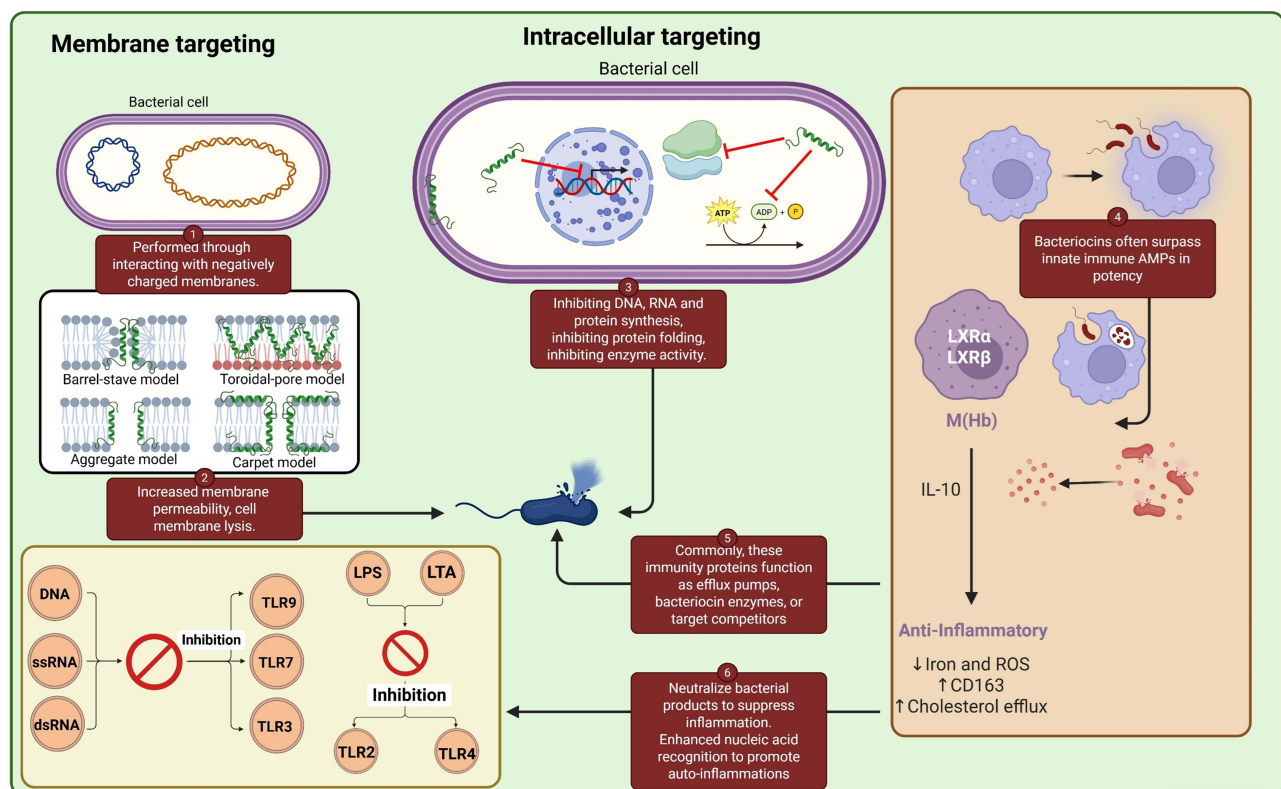 Membrane targeting
Bacterial cell
1
Performed through
interacting with negatively
charged membranes.
Barrel-stave model
Toroidal-pore model
Aggregate model
Carpet model
2
Increased membrane
permeability, cell
membrane lysis.
Intracellular targeting
Bacterial cell
ATP
ADP + P
3
Inhibiting DNA, RNA and
protein synthesis,
inhibiting protein folding,
inhibiting enzyme activity.
4
Bacteriocins often surpass
innate immune AMPs in
potency
LXRα
LXRβ
M(Hb)
IL-10
Anti-Inflammatory
↓Iron and ROS
↑CD163
↑Cholesterol efflux
5
Commonly, these
immunity proteins function
as efflux pumps,
bacteriocin enzymes, or
target competitors
6
Neutralize bacterial
products to suppress
inflammation.
Enhanced nucleic acid
recognition to promote
auto-inflammations
DNA
ssRNA
dsRNA
Inhibition
TLR9
TLR7
TLR3
LPS
LTA
Inhibition
TLR2
TLR4